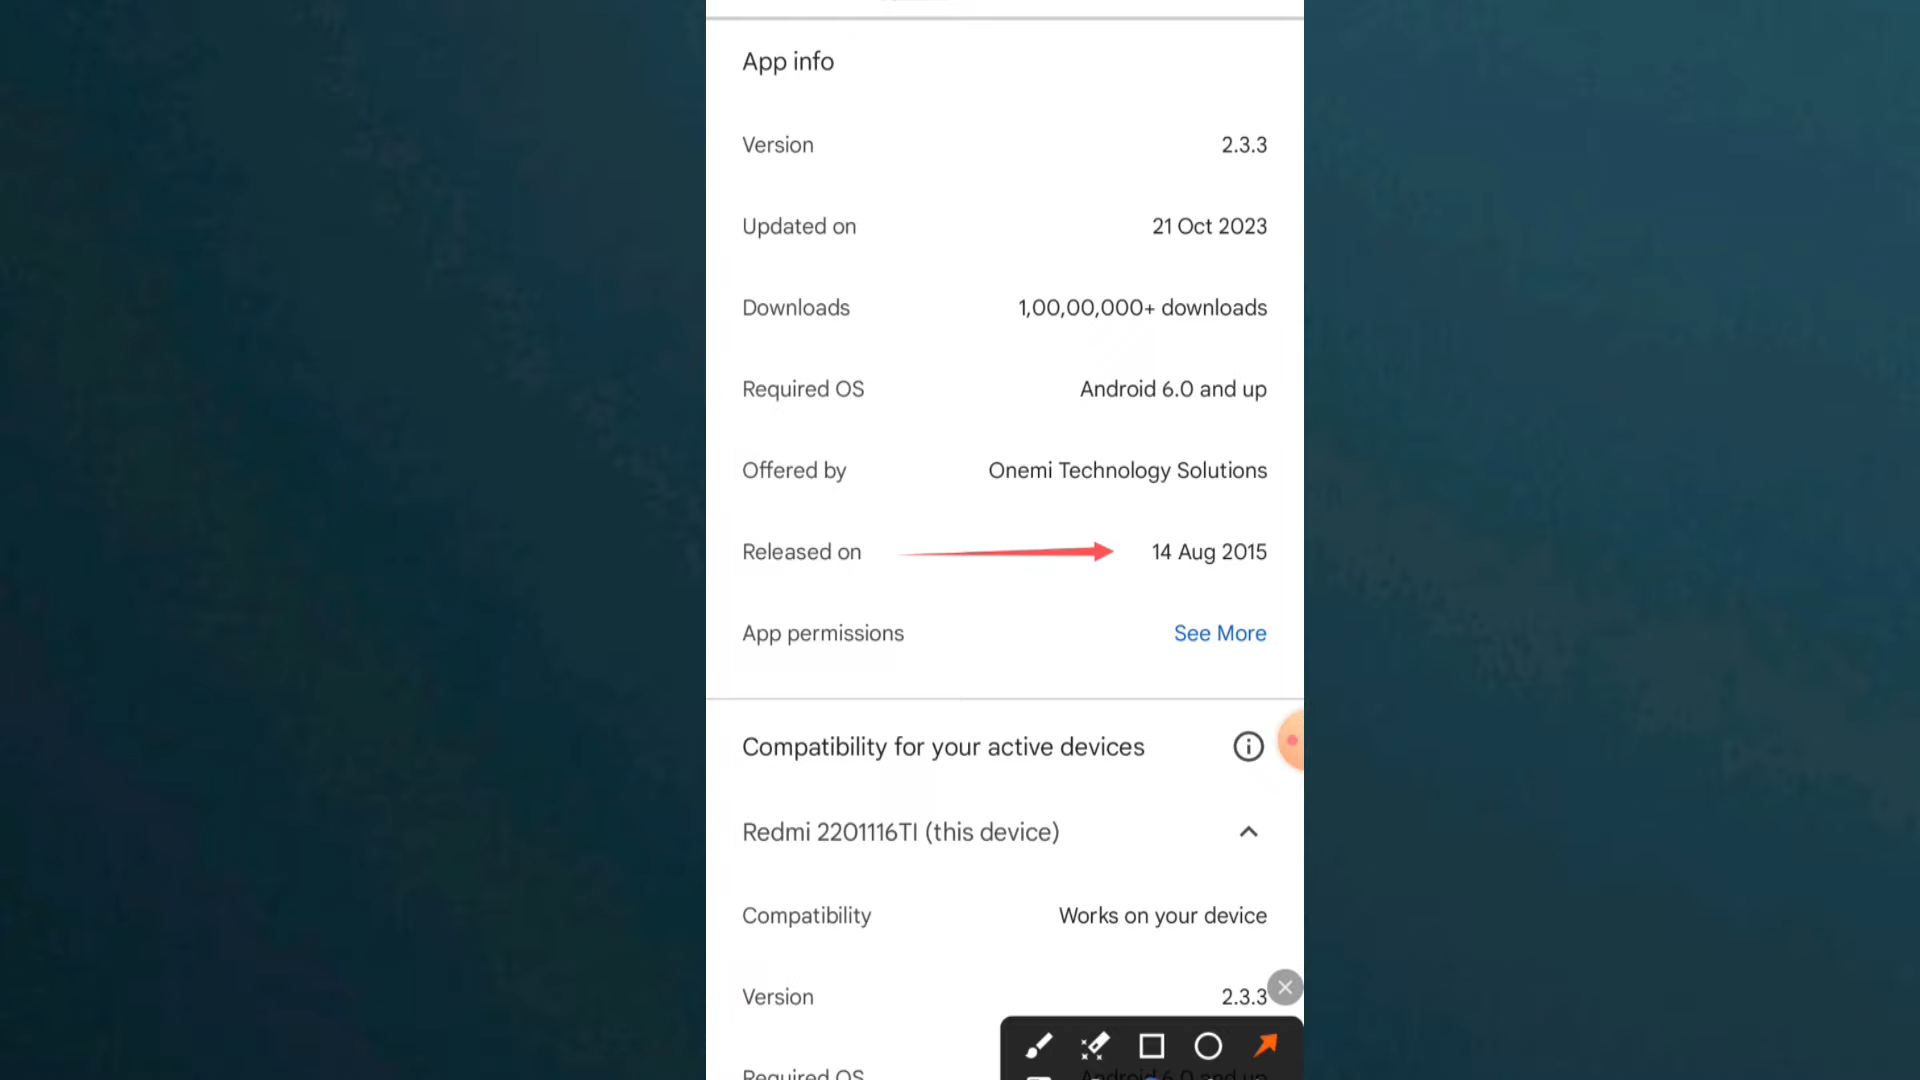 App info
Version 2.3.3
Updated on 21 Oct 2023
Downloads 1,00,00,000+ downloads
Required OS Android 6.0 and up
Offered by Onemi Technology Solutions
Released on 14 Aug 2015
App permissions See More
Compatibility for your active devices
Redmi 2201116TI (this device)
Compatibility Works on your device
Version 2.3.3
Required OS Android 6.0 and up